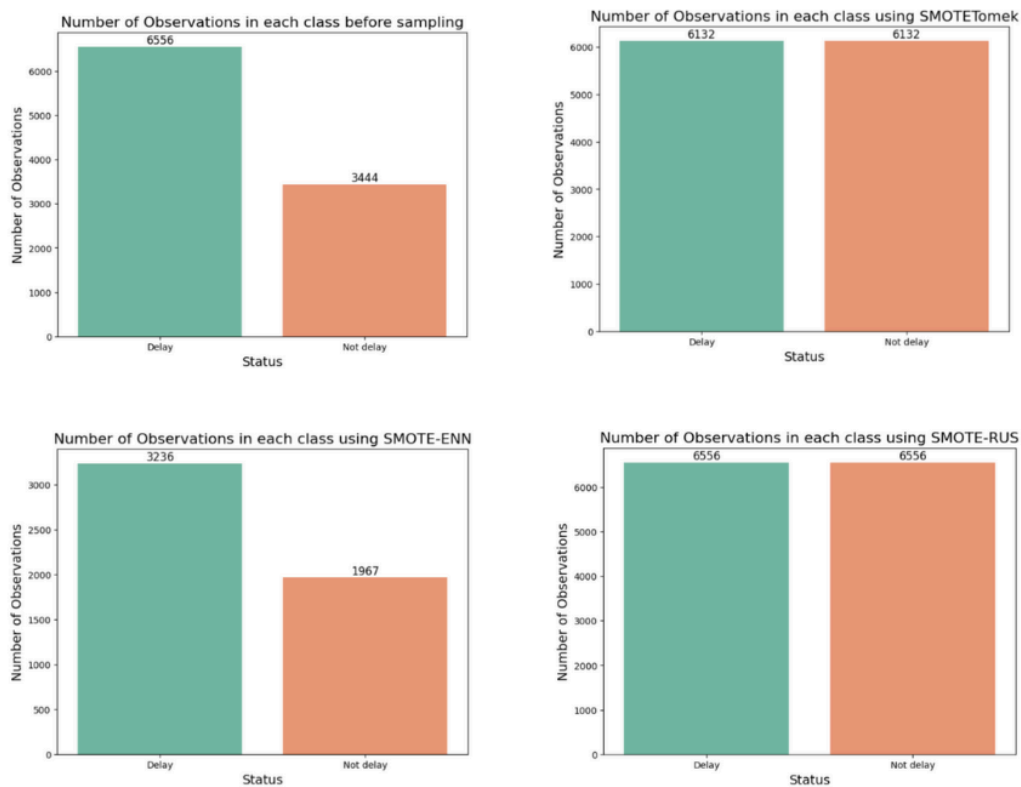 Number of Observations in each class before sampling
6556
3444
6000
5000
4000
3000
2000
1000
0
Number of Observations
Delay
Not delay
Status
Number of Observations in each class using SMOTETomek
6132
6132
6000
5000
4000
3000
2000
1000
0
Number of Observations
Delay
Not delay
Status
Number of Observations in each class using SMOTE-ENN
3236
1967
3000
2500
2000
1500
1000
500
0
Number of Observations
Delay
Not delay
Status
Number of Observations in each class using SMOTE-RUS
6556
6556
6000
5000
4000
3000
2000
1000
0
Number of Observations
Delay
Not delay
Status